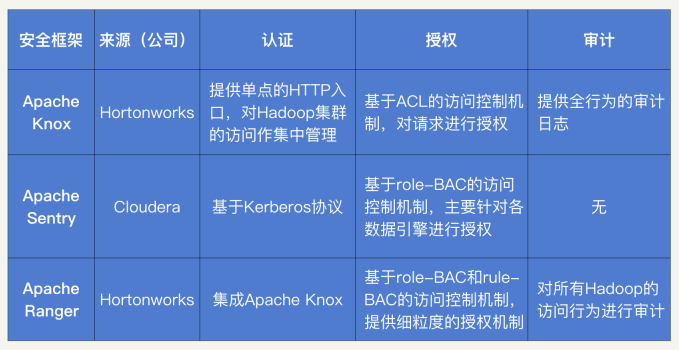 安全框架 来源（公司） 认证 授权 审计
Apache Knox
Hortonworks
提供单点的HTTP入
口，对Hadoop集群
的访问作集中管理
基于ACL的访问控制机
制，对请求进行授权
提供全行为的审计
日志
Apache
Sentry
Cloudera
基于Kerberos协议
基于role-BAC的访问
控制机制，主要针对各
数据引擎进行授权
无
Apache
Ranger
Hortonworks
集成Apache Knox
基于role-BAC和rule-
BAC的访问控制机制，
提供细粒度的授权机制
对所有Hadoop的
访问行为进行审计